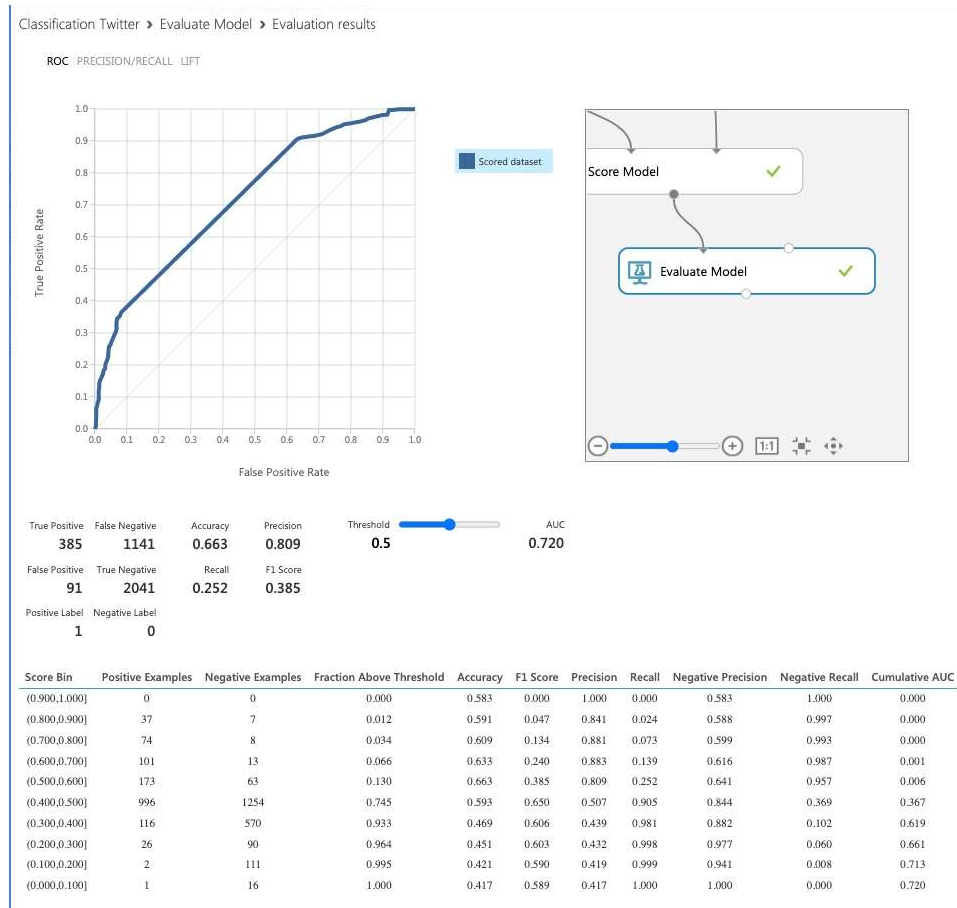 Classification Twitter › Evaluate Model › Evaluation results
ROC PRECISION/RECALL LIFT
1.0
0.9
0.8
0.7
0.6
0.5
0.4
0.3
0.2
0.1
0.0
True Positive Rate
0.0 0.1 0.2 0.3 0.4 0.5 0.6 0.7 0.8 0.9 1.0
False Positive Rate
Scored dataset
Score Model
Evaluate Model
1:1
True Positive False Negative Accuracy Precision Threshold AUC
385 1141 0.663 0.809 0.5 0.720
False Positive True Negative Recall F1 Score
91 2041 0.252 0.385
Positive Label Negative Label
1 0
Score Bin Positive Examples Negative Examples Fraction Above Threshold Accuracy F1 Score Precision Recall Negative Precision Negative Recall Cumulative AUC
(0.900,1.000] 0 0 0.000 0.583 0.000 1.000 0.000 0.583 1.000 0.000
(0.800,0.900] 37 7 0.012 0.591 0.047 0.841 0.024 0.588 0.997 0.000
(0.700,0.800] 74 8 0.034 0.609 0.134 0.881 0.073 0.599 0.993 0.000
(0.600,0.700] 101 13 0.066 0.633 0.240 0.883 0.139 0.616 0.987 0.001
(0.500,0.600] 173 63 0.130 0.663 0.385 0.809 0.252 0.641 0.957 0.006
(0.400,0.500] 996 1254 0.745 0.593 0.650 0.507 0.905 0.844 0.369 0.367
(0.300,0.400] 116 570 0.933 0.469 0.606 0.439 0.981 0.882 0.102 0.619
(0.200,0.300] 26 90 0.964 0.451 0.603 0.432 0.998 0.977 0.060 0.661
(0.100,0.200] 2 111 0.995 0.421 0.590 0.419 0.999 0.941 0.008 0.713
(0.000,0.100] 1 16 1.000 0.417 0.589 0.417 1.000 1.000 0.000 0.720